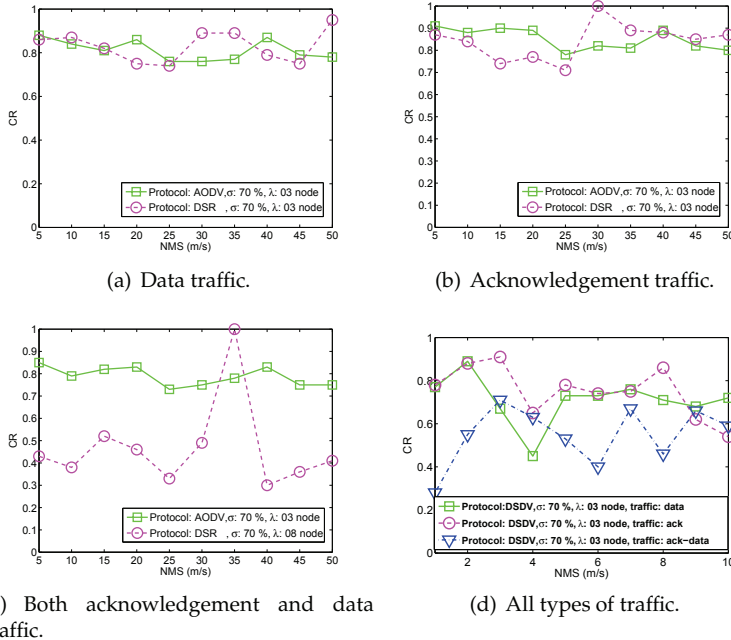 1
0.8
0.6
0.4
0.2
0
CR
5 10 15 20 25 30 35 40 45 50
NMS (m/s)
Protocol: AODV,σ: 70 %, λ: 03 node
Protocol: DSR , σ: 70 %, λ: 03 node
(a) Data traffic.
1
0.9
0.8
0.7
0.6
0.5
0.4
0.3
0.2
0.1
0
CR
5 10 15 20 25 30 35 40 45 50
NMS (m/s)
Protocol: AODV,σ: 70 %, λ: 03 node
Protocol: DSR , σ: 70 %, λ: 03 node
(b) Acknowledgement traffic.
1
0.9
0.8
0.7
0.6
0.5
0.4
0.3
0.2
0.1
0
CR
5 10 15 20 25 30 35 40 45 50
NMS (m/s)
Protocol: AODV,σ: 70 %, λ: 03 node
Protocol: DSR , σ: 70 %, λ: 08 node
) Both acknowledgement and data
affic.
1
0.8
0.6
0.4
0.2
0
CR
2 4 6 8 10
NMS (m/s)
Protocol:DSDV,σ: 70 %, λ: 03 node, traffic: data
Protocol: DSDV,σ: 70 %, λ: 03 node, traffic: ack
Protocol: DSDV,σ: 70 %, λ: 03 node, traffic: ack−data
(d) All types of traffic.